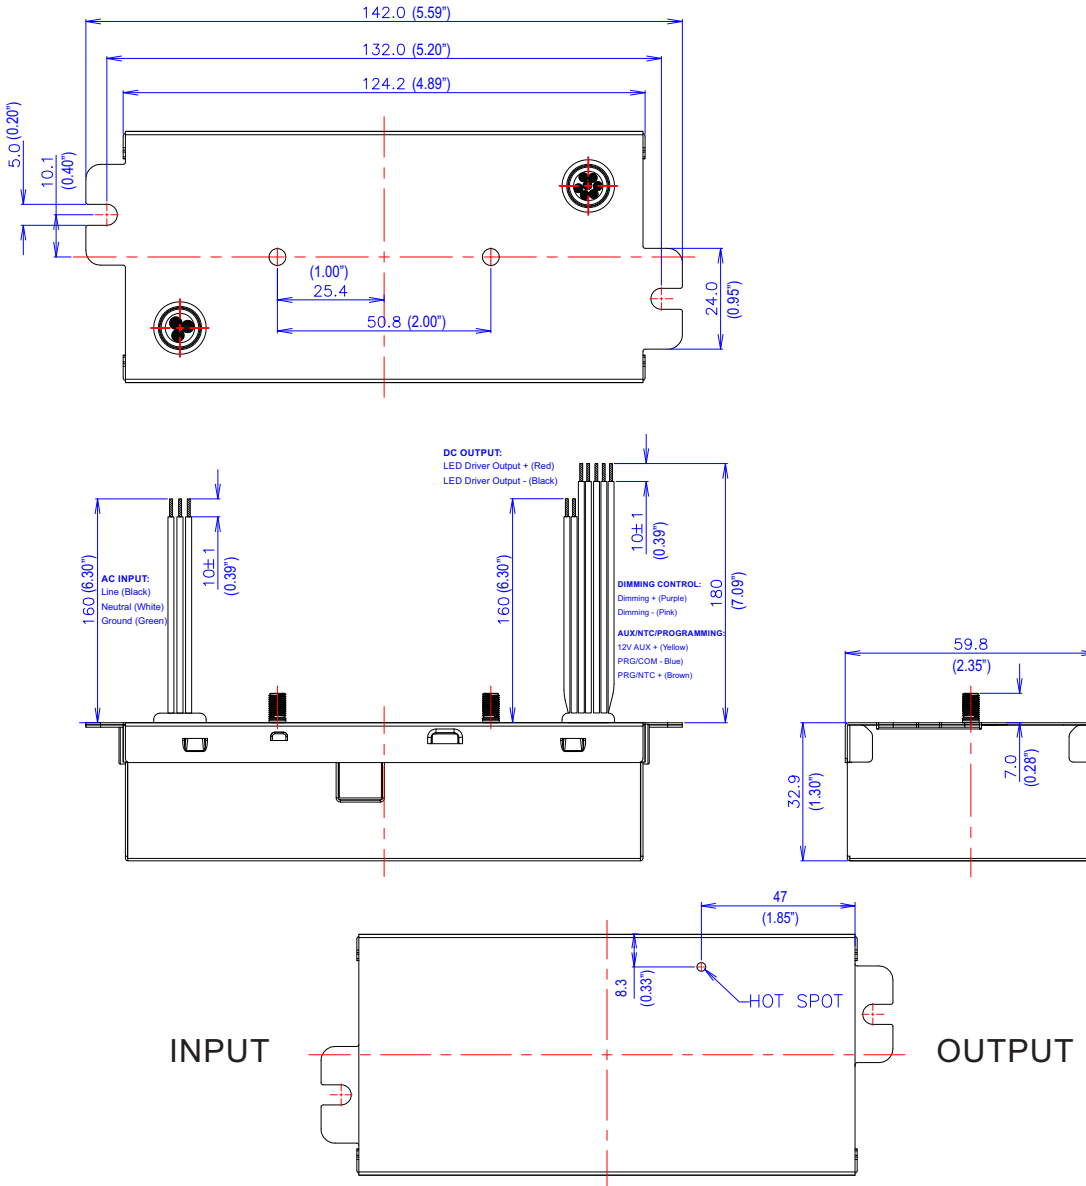 142.0 (5.59")
132.0 (5.20")
124.2 (4.89")
5.0 (0.20")
10.1
(0.40")
(1.00")
25.4
50.8 (2.00")
24.0
(0.95")
DC OUTPUT:
LED Driver Output + (Red)
LED Driver Output - (Black)
160 (6.30")
10± 1
(0.39")
AC INPUT:
Line (Black)
Neutral (White)
Ground (Green)
160 (6.30")
10± 1
(0.39")
DIMMING CONTROL:
Dimming + (Purple)
Dimming - (Pink)
AUX/NTC/PROGRAMMING:
12V AUX + (Yellow)
PRG/COM - Blue)
PRG/NTC + (Brown)
180
(7.09")
59.8
(2.35")
32.9
(1.30")
7.0
(0.28")
47
(1.85")
8.3
(0.33")
HOT SPOT
INPUT
OUTPUT